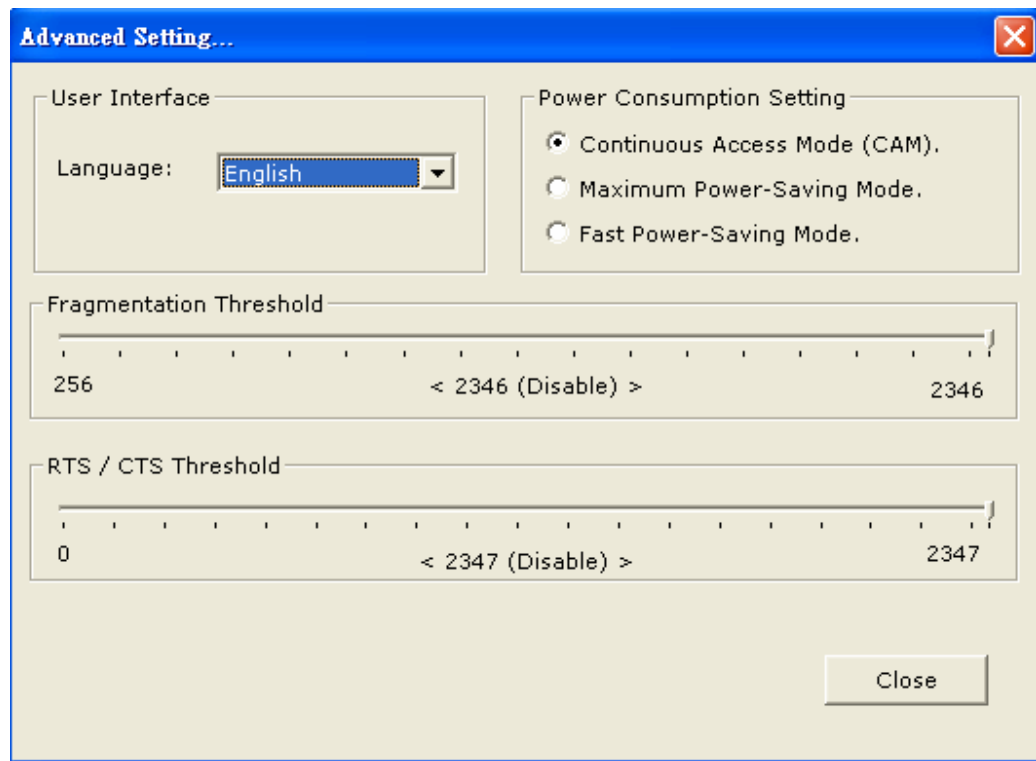 Advanced Setting...
User Interface
Language:
English
Power Consumption Setting
Continuous Access Mode (CAM).
Maximum Power-Saving Mode.
Fast Power-Saving Mode.
Fragmentation Threshold
256
< 2346 (Disable) >
2346
RTS / CTS Threshold
0
< 2347 (Disable) >
2347
Close